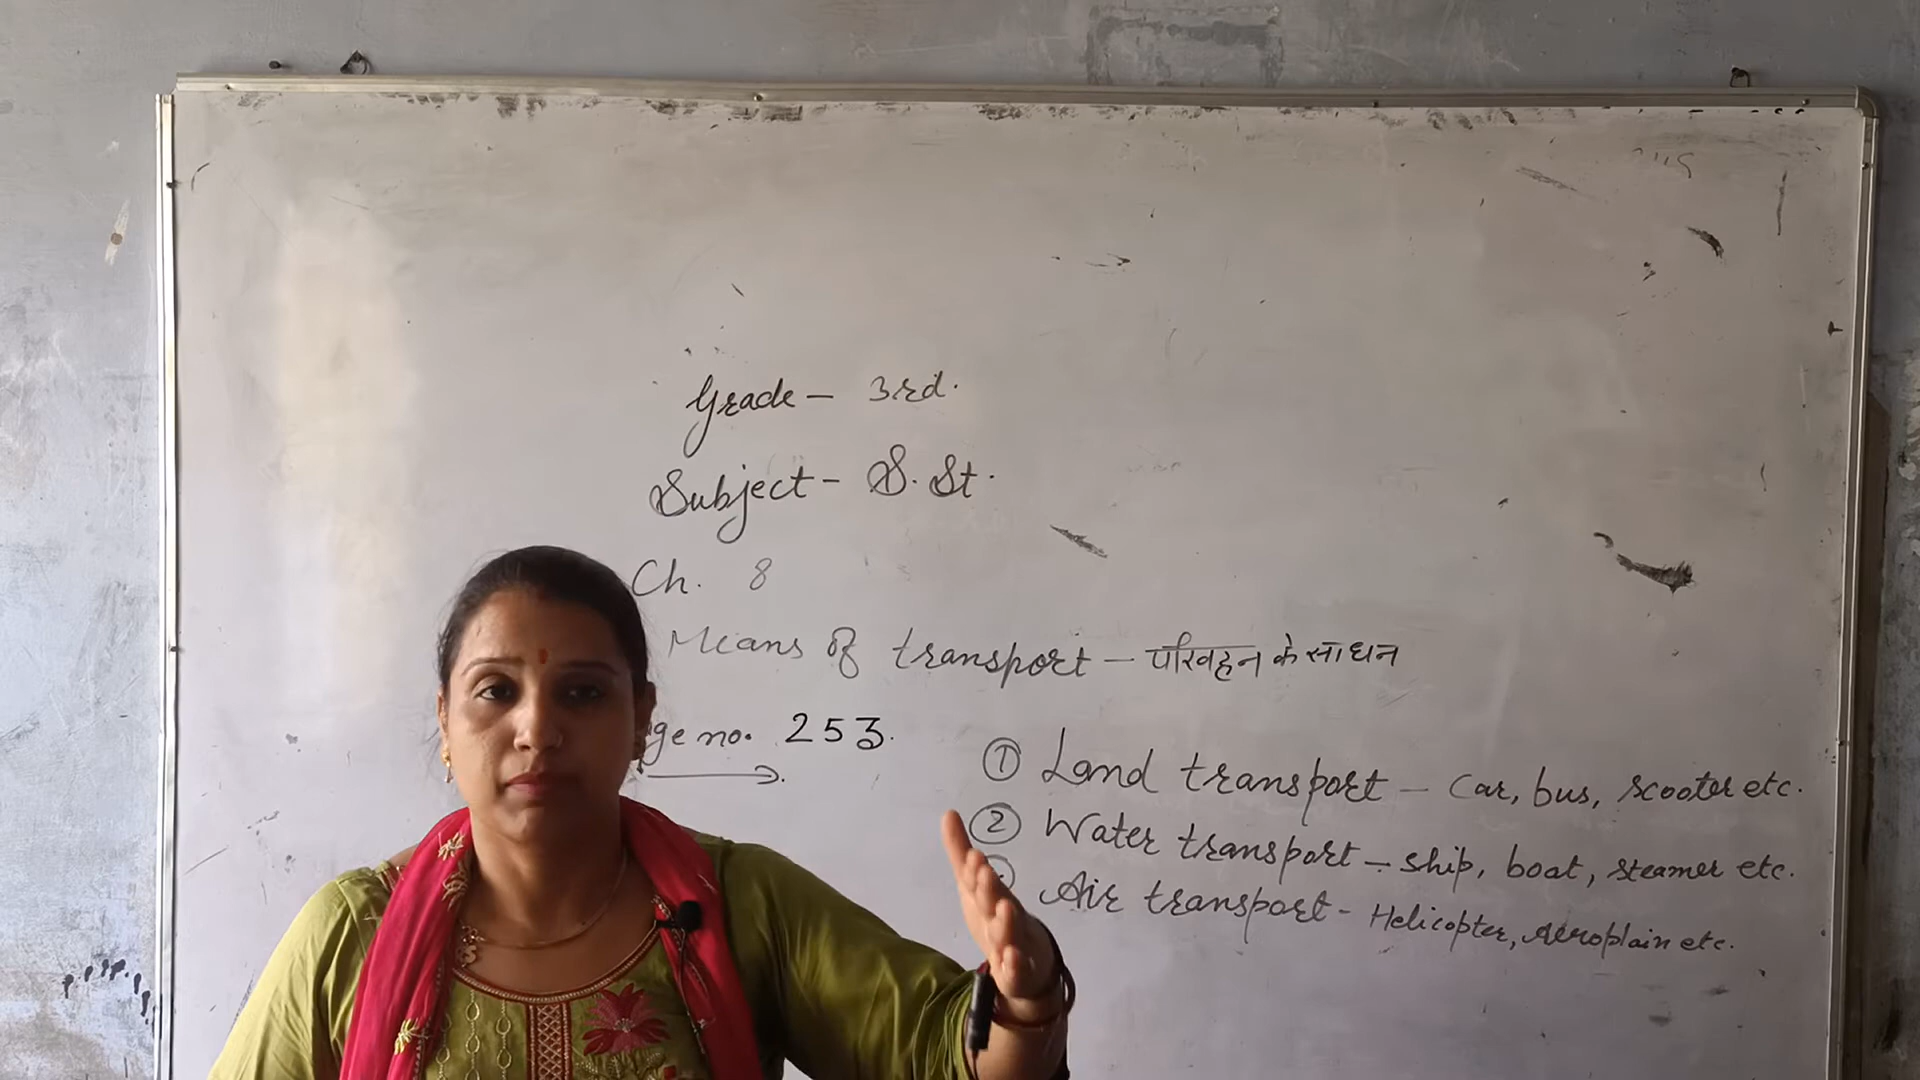 Grade - 3rd.
Subject - S. St.
Ch. 8
Means of transport - परिवहन के साधन
ge no. 253.
① Land transport - Car, bus, scooter etc.
② Water transport - ship, boat, steamer etc.
Air transport - Helicopter, Aeroplain etc.